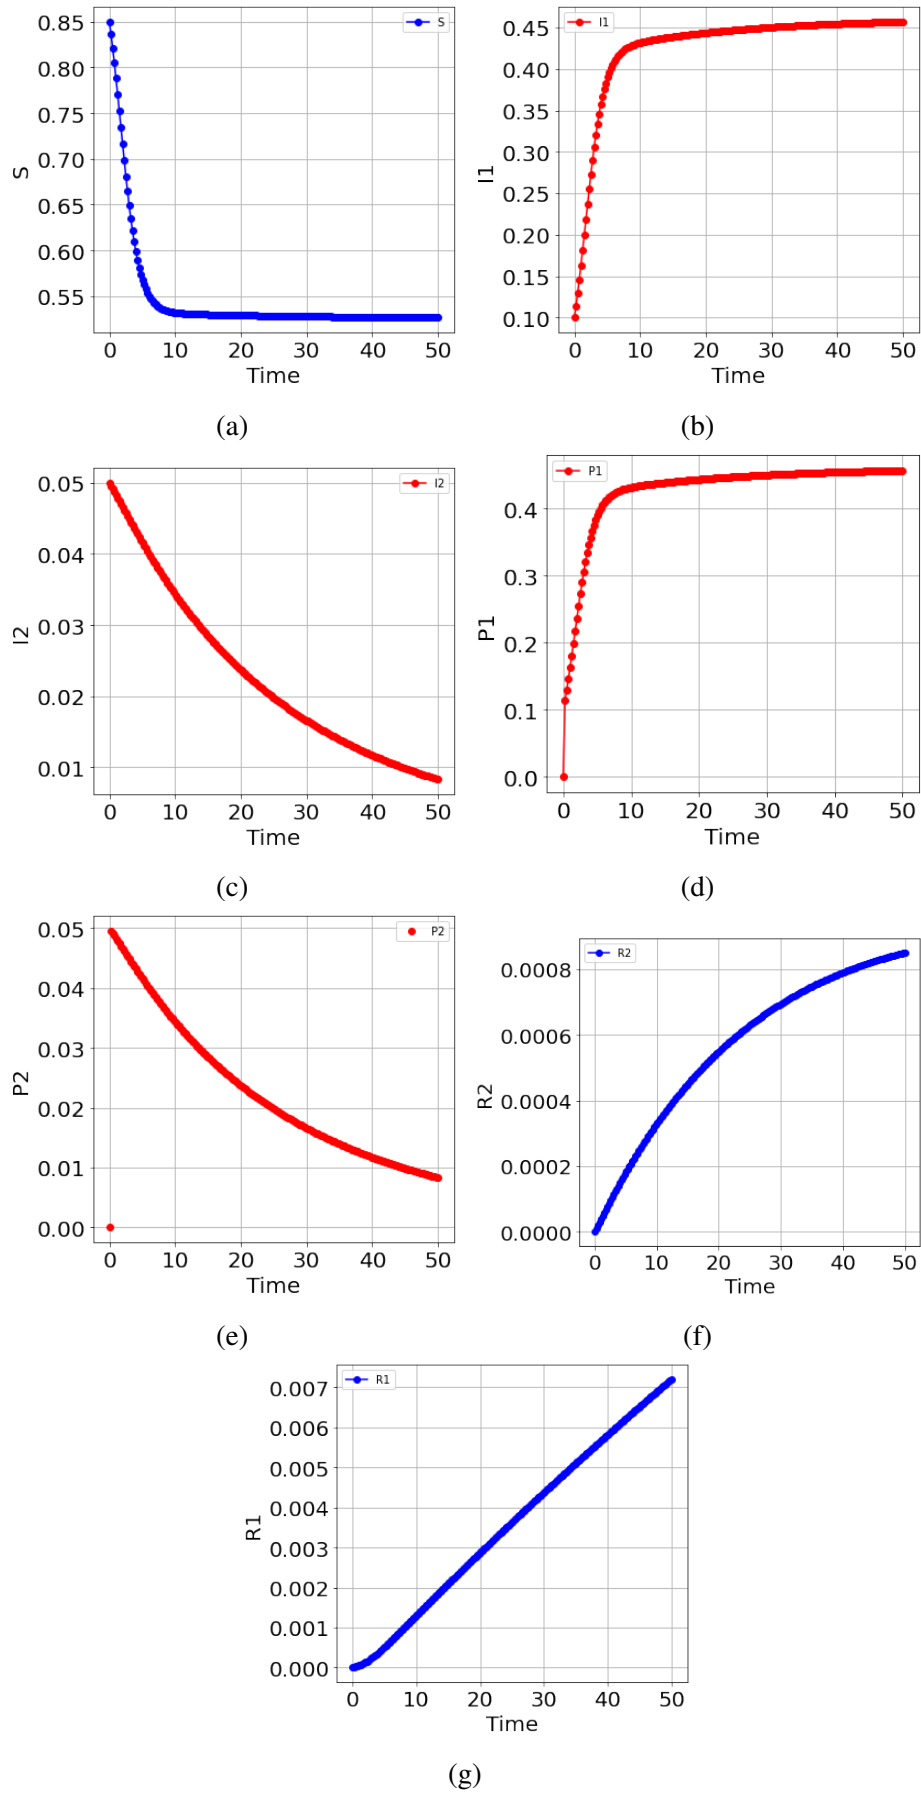 0.85
0.80
0.75
0.70
0.65
0.60
0.55
S
S
0 10 20 30 40 50
Time
(a)
0.45
0.40
0.35
0.30
0.25
0.20
0.15
0.10
I1
I1
0 10 20 30 40 50
Time
(b)
0.05
0.04
0.03
0.02
0.01
I2
I2
0 10 20 30 40 50
Time
(c)
0.4
0.3
0.2
0.1
0.0
P1
P1
0 10 20 30 40 50
Time
(d)
0.05
0.04
0.03
0.02
0.01
0.00
P2
P2
0 10 20 30 40 50
Time
(e)
0.0008
0.0006
0.0004
0.0002
0.0000
R2
R2
0 10 20 30 40 50
Time
(f)
0.007
0.006
0.005
0.004
0.003
0.002
0.001
0.000
R1
R1
0 10 20 30 40 50
Time
(g)